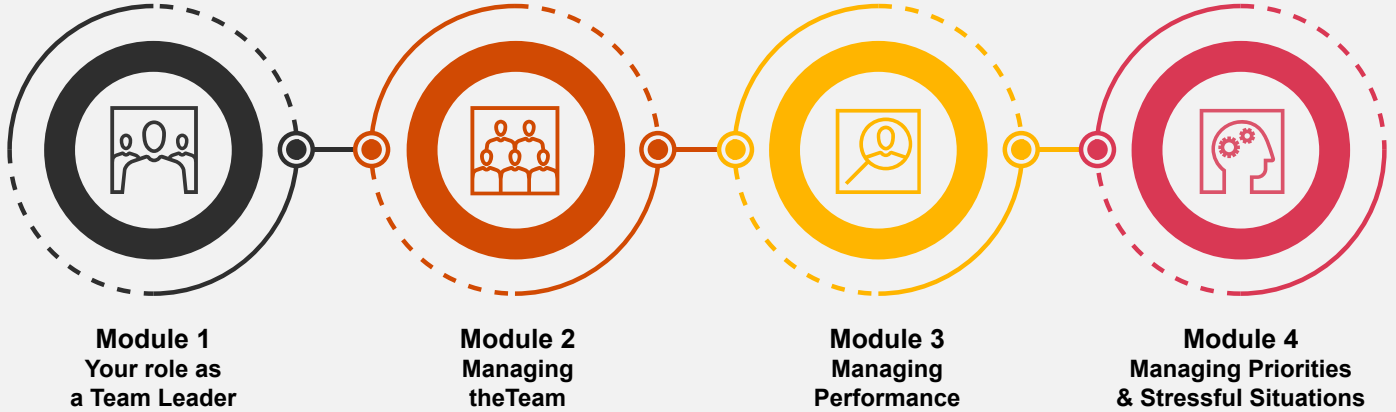 Module 1
Your role as
a Team Leader
Module 2
Managing
theTeam
Module 3
Managing
Performance
Module 4
Managing Priorities
& Stressful Situations